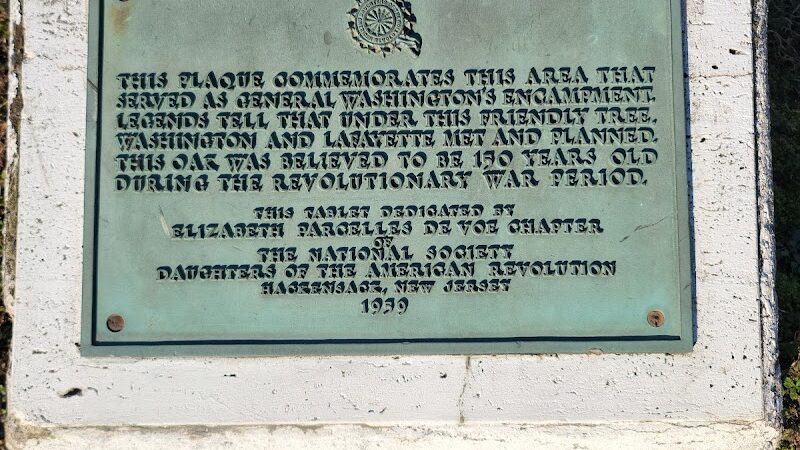 THIS PLAQUE COMMEMORATES THIS AREA THAT
SERVED AS GENERAL WASHINGTON'S ENCAMPMENT.
LEGENDS TELL THAT UNDER THIS FRIENDLY TREE,
WASHINGTON AND LAFAYETTE MET AND PLANNED.
THIS OAK WAS BELIEVED TO BE 150 YEARS OLD
DURING THE REVOLUTIONARY WAR PERIOD.
THIS TABLET DEDICATED BY
ELIZABETH PARCELLES DE VOE CHAPTER
OF
THE NATIONAL SOCIETY
DAUGHTERS OF THE AMERICAN REVOLUTION
HACKENSACK, NEW JERSEY
1959